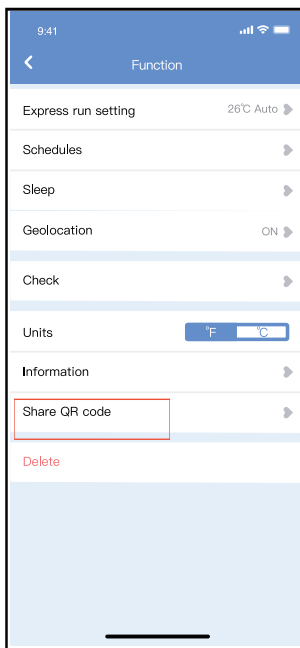 9:41
Function
Express run setting 26℃ Auto
Schedules
Sleep
Geolocation ON
Check
Units ℉ ℃
Information
Share QR code
Delete